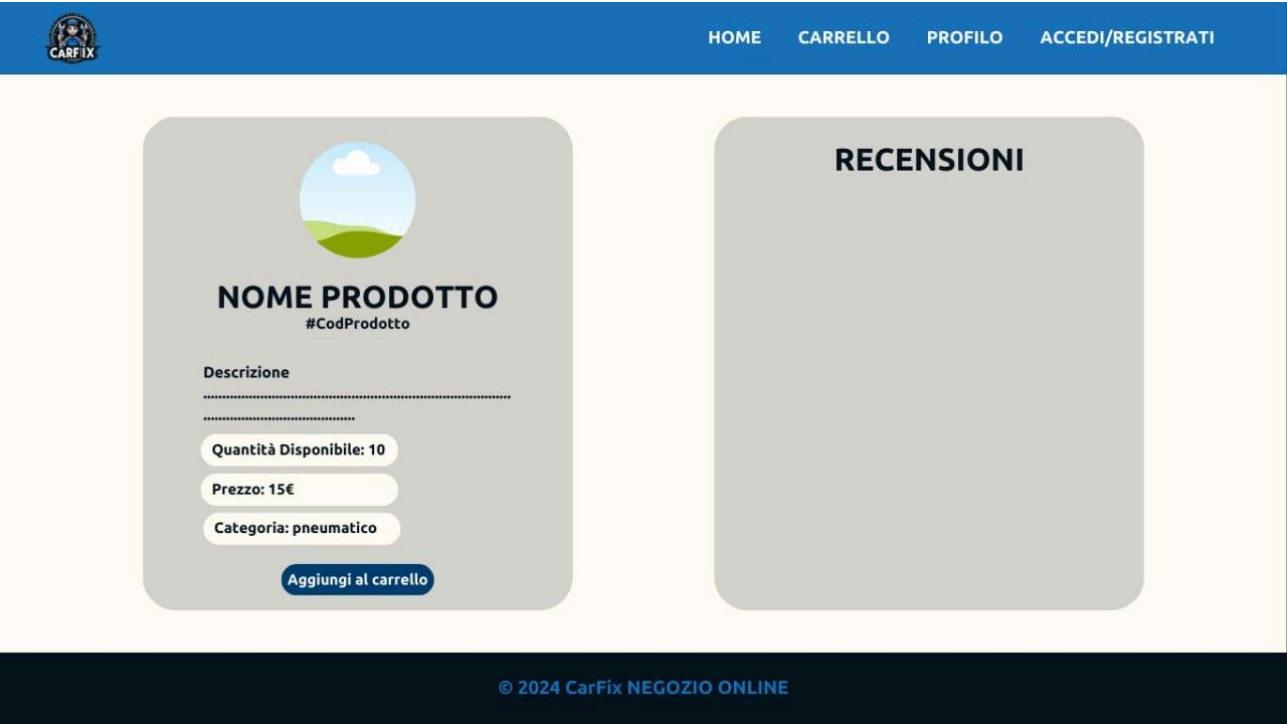 CARFIX
HOME CARRELLO PROFILO ACCEDI/REGISTRATI
NOME PRODOTTO
#CodProdotto
Descrizione
................................................................................
........................................
Quantità Disponibile: 10
Prezzo: 15€
Categoria: pneumatico
Aggiungi al carrello
RECENSIONI
© 2024 CarFix NEGOZIO ONLINE